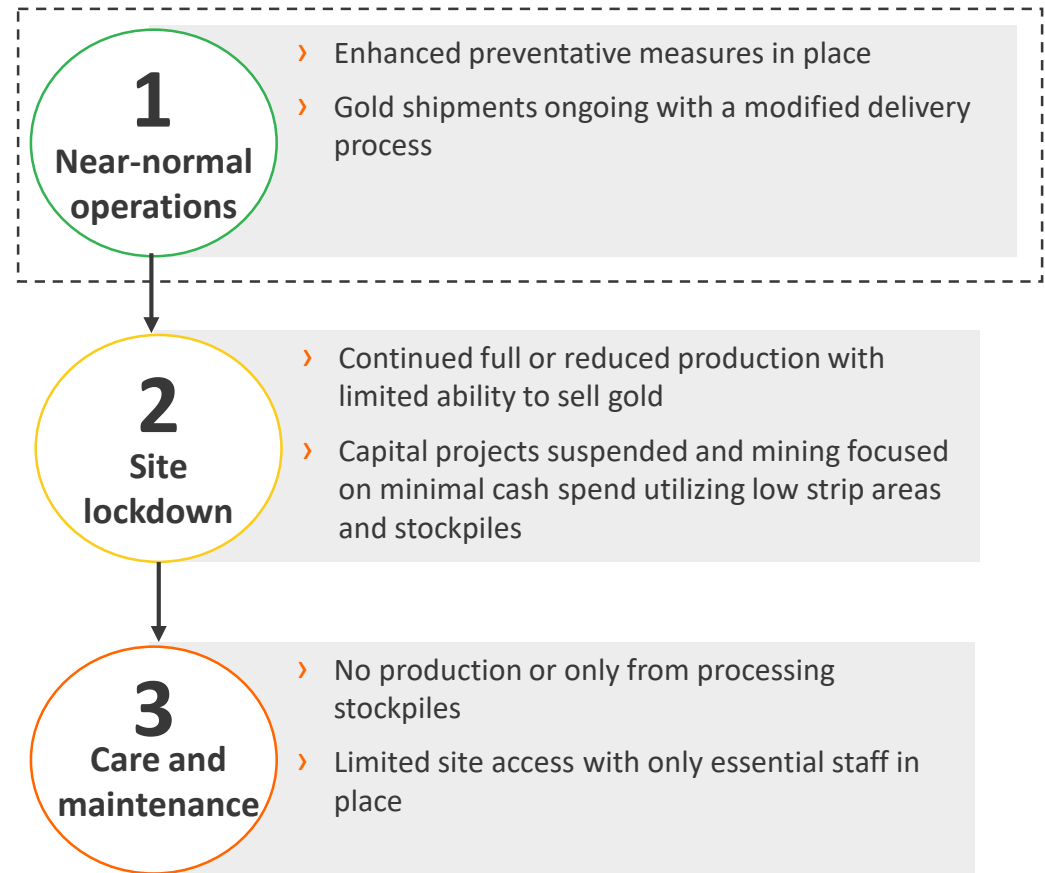 1
Near-normal
operations
› Enhanced preventative measures in place
› Gold shipments ongoing with a modified delivery
process
2
Site
lockdown
› Continued full or reduced production with
limited ability to sell gold
› Capital projects suspended and mining focused
on minimal cash spend utilizing low strip areas
and stockpiles
3
Care and
maintenance
› No production or only from processing
stockpiles
› Limited site access with only essential staff in
place